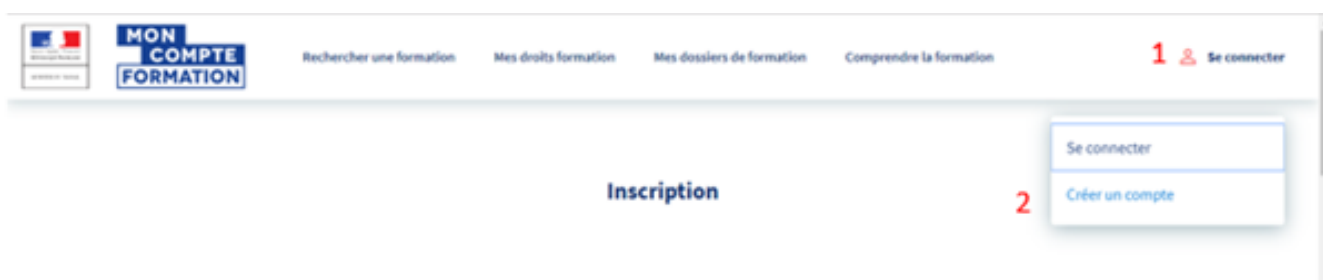 MON
COMPTE
FORMATION
Rechercher une formation
Mes droits formation
Mes dossiers de formation
Comprendre la formation
1
Se connecter
Se connecter
Inscription
2
Créer un compte